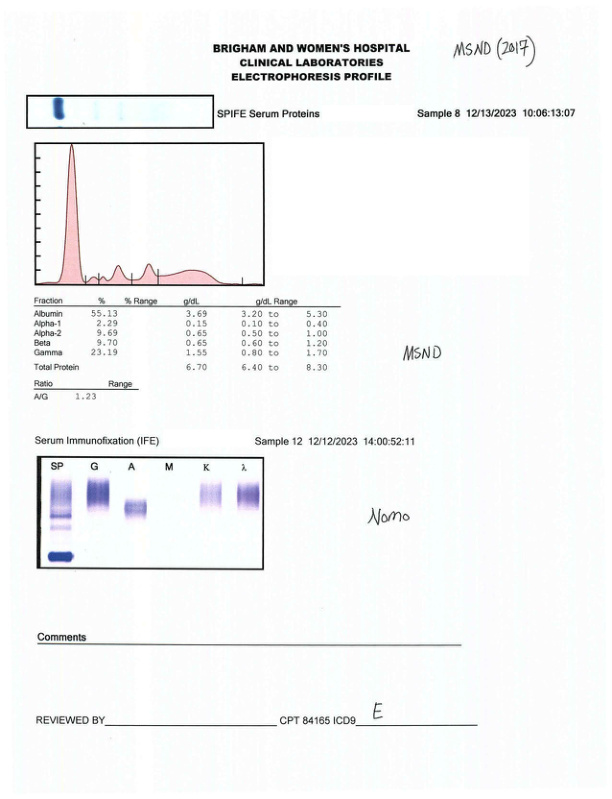 BRIGHAM AND WOMEN'S HOSPITAL
CLINICAL LABORATORIES
ELECTROPHORESIS PROFILE
MSND (2017)
SPIFE Serum Proteins Sample 8 12/13/2023 10:06:13:07
Fraction % % Range g/dL g/dL Range
Albumin 55.13 3.69 3.20 to 5.30
Alpha-1 2.29 0.15 0.10 to 0.40
Alpha-2 9.69 0.65 0.50 to 1.00
Beta 9.70 0.65 0.60 to 1.20
Gamma 23.19 1.55 0.80 to 1.70
Total Protein 6.70 6.40 to 8.30
MSND
Ratio Range
A/G 1.23
Serum Immunofixation (IFE) Sample 12 12/12/2023 14:00:52:11
SP G A M K λ
Nomo
Comments
REVIEWED BY CPT 84165 ICD9 E